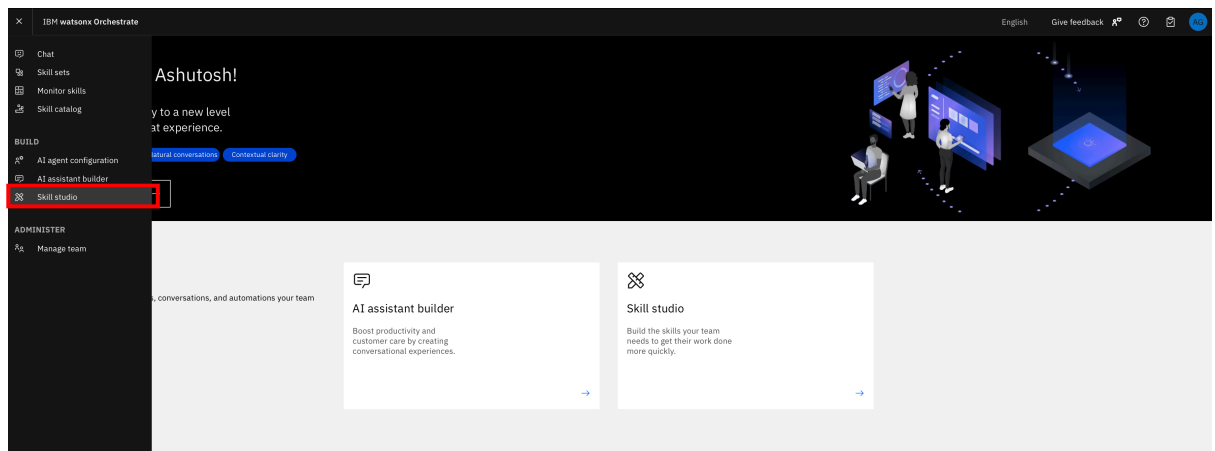 IBM watsonx Orchestrate
English
Give feedback
AG
Chat
Skill sets
Monitor skills
Skill catalog
BUILD
AI agent configuration
AI assistant builder
Skill studio
ADMINISTER
Manage team
Ashutosh!
y to a new level
at experience.
Natural conversations
Contextual clarity
, conversations, and automations your team
AI assistant builder
Boost productivity and
customer care by creating
conversational experiences.
Skill studio
Build the skills your team
needs to get their work done
more quickly.